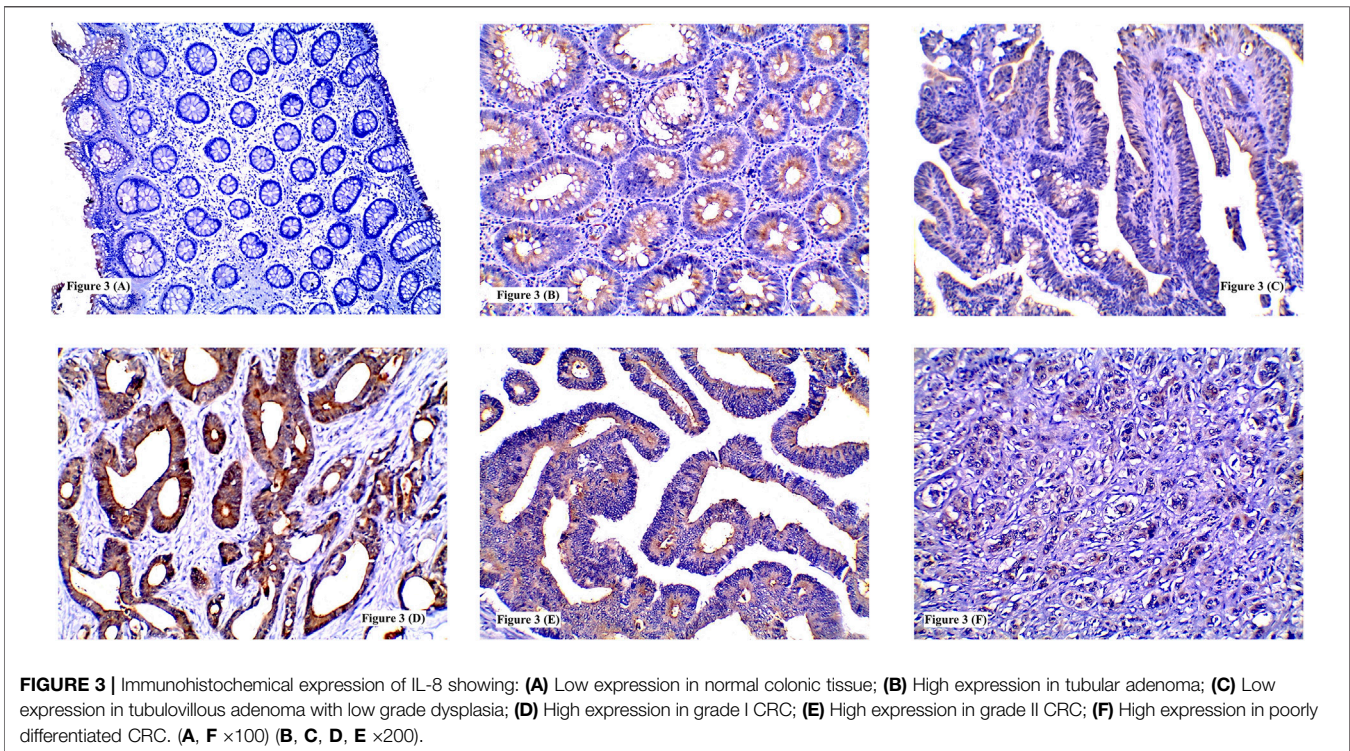 Figure 3 (A)
Figure 3 (B)
Figure 3 (C)
Figure 3 (D)
Figure 3 (E)
Figure 3 (F)
FIGURE 3 | Immunohistochemical expression of IL-8 showing: (A) Low expression in normal colonic tissue; (B) High expression in tubular adenoma; (C) Low
expression in tubulovillous adenoma with low grade dysplasia; (D) High expression in grade I CRC; (E) High expression in grade II CRC; (F) High expression in poorly
differentiated CRC. (A, F ×100) (B, C, D, E ×200).